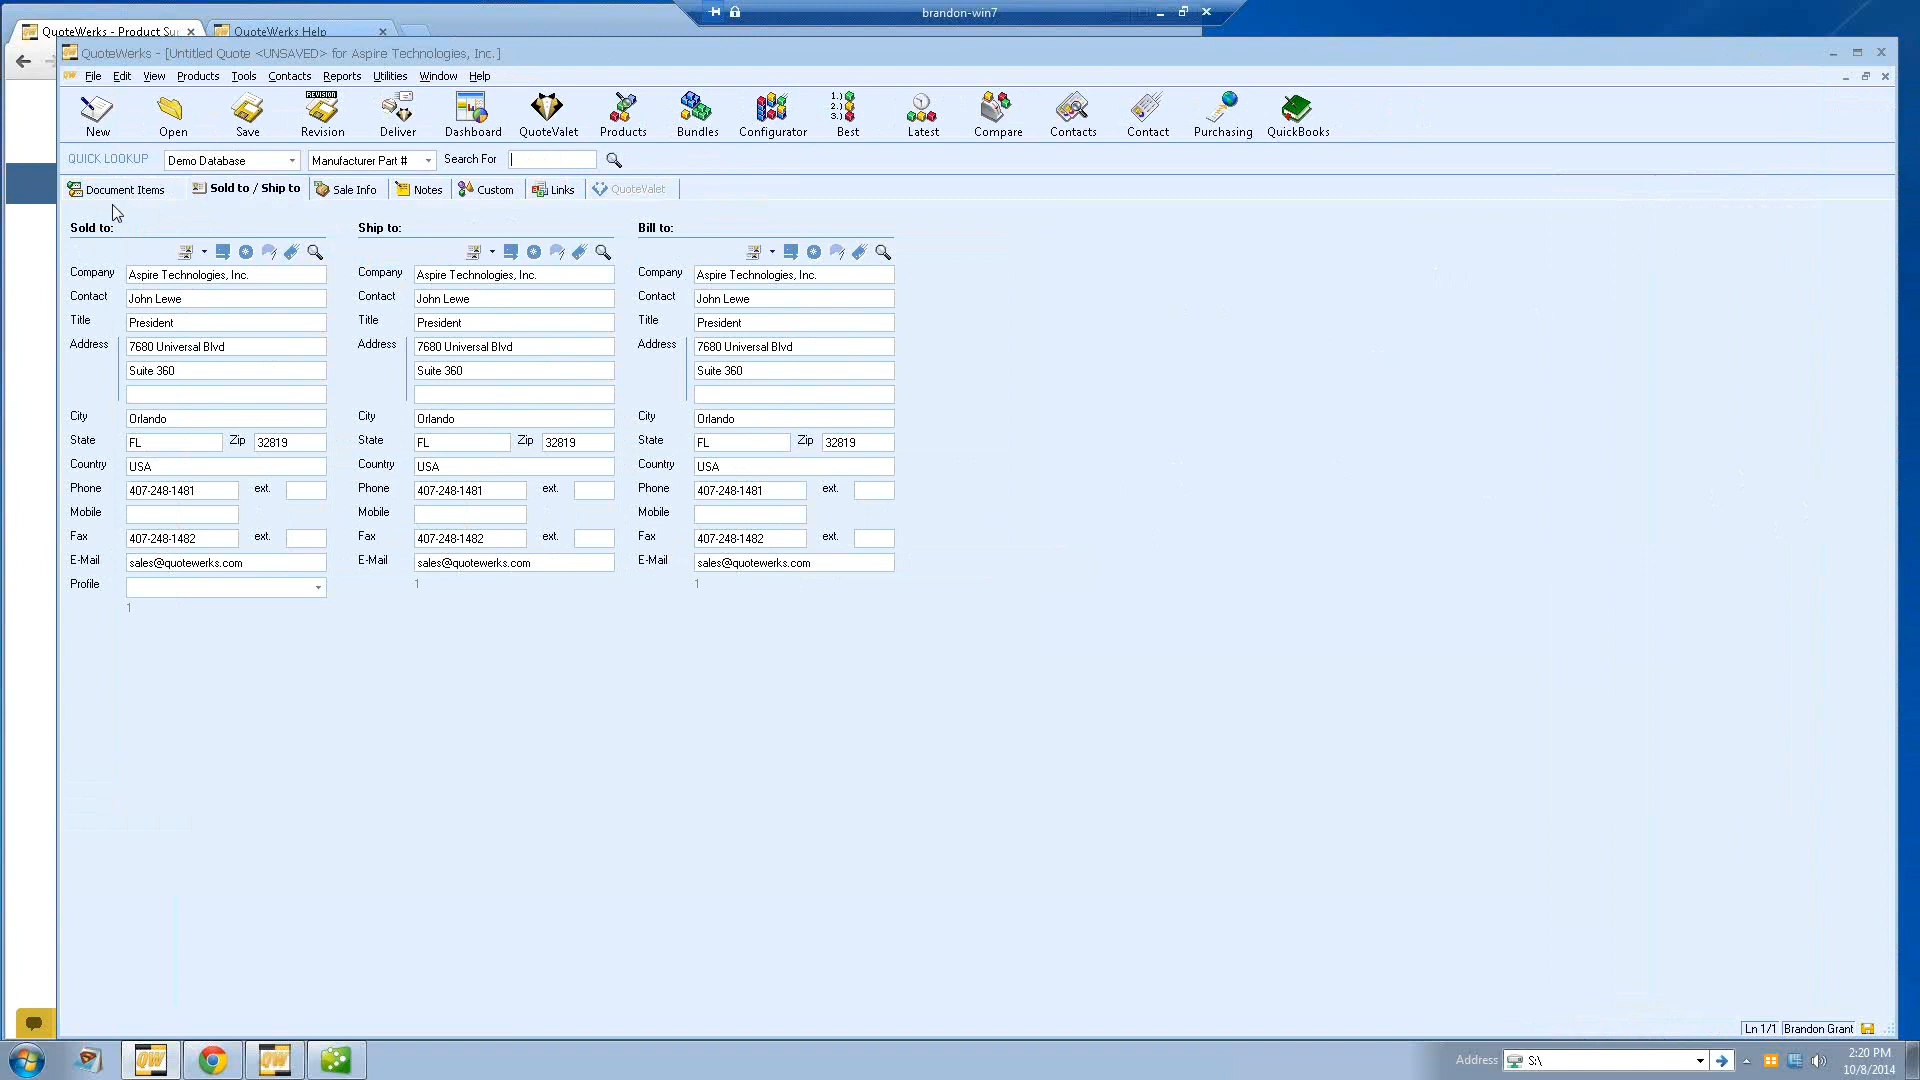 brandon-win7
QuoteWerks - Product Su
QuoteWerks Help
QuoteWerks - [Untitled Quote <UNSAVED> for Aspire Technologies, Inc.]
File Edit View Products Tools Contacts Reports Utilities Window Help
REVISION
1.)
2.)
3.)
New Open Save Revision Deliver Dashboard QuoteValet Products Bundles Configurator Best Latest Compare Contacts Contact Purchasing QuickBooks
QUICK LOOKUP Demo Database Manufacturer Part # Search For
Document Items Sold to / Ship to Sale Info Notes Custom Links QuoteValet
Sold to: Ship to: Bill to:
Company Aspire Technologies, Inc. Company Aspire Technologies, Inc. Company Aspire Technologies, Inc.
Contact John Lewe Contact John Lewe Contact John Lewe
Title President Title President Title President
Address 7680 Universal Blvd Address 7680 Universal Blvd Address 7680 Universal Blvd
Suite 360 Suite 360 Suite 360
City Orlando City Orlando City Orlando
State FL Zip 32819 State FL Zip 32819 State FL Zip 32819
Country USA Country USA Country USA
Phone 407-248-1481 ext. Phone 407-248-1481 ext. Phone 407-248-1481 ext.
Mobile Mobile Mobile
Fax 407-248-1482 ext. Fax 407-248-1482 ext. Fax 407-248-1482 ext.
E-Mail sales@quotewerks.com E-Mail sales@quotewerks.com E-Mail sales@quotewerks.com
Profile 1 1
1
Ln 1/1 Brandon Grant
QW QW Address S:\ 2:20 PM
10/8/2014